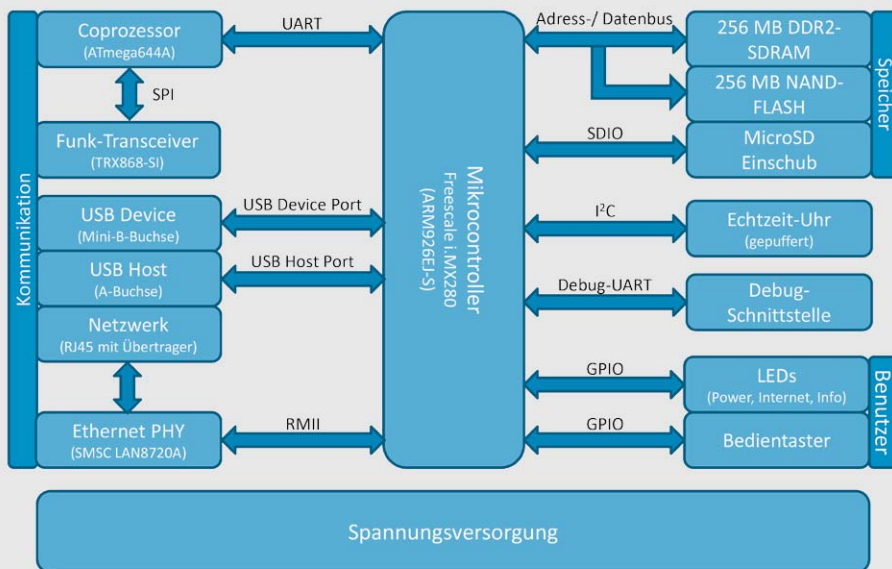 Kommunikation
Coprozessor
(ATmega644A)
SPI
Funk-Transceiver
(TRX868-SI)
USB Device
(Mini-B-Buchse)
USB Host
(A-Buchse)
Netzwerk
(RJ45 mit Übertrager)
Ethernet PHY
(SMSC LAN8720A)
UART
USB Device Port
USB Host Port
RMII
Mikrocontroller
Freescale i.MX280
(ARM926EJ-S)
Adress-/ Datenbus
SDIO
I²C
Debug-UART
GPIO
GPIO
256 MB DDR2-
SDRAM
256 MB NAND-
FLASH
MicroSD
Einschub
Speicher
Echtzeit-Uhr
(gepuffert)
Debug-
Schnittstelle
LEDs
(Power, Internet, Info)
Bedientaster
Benutzer
Spannungsversorgung